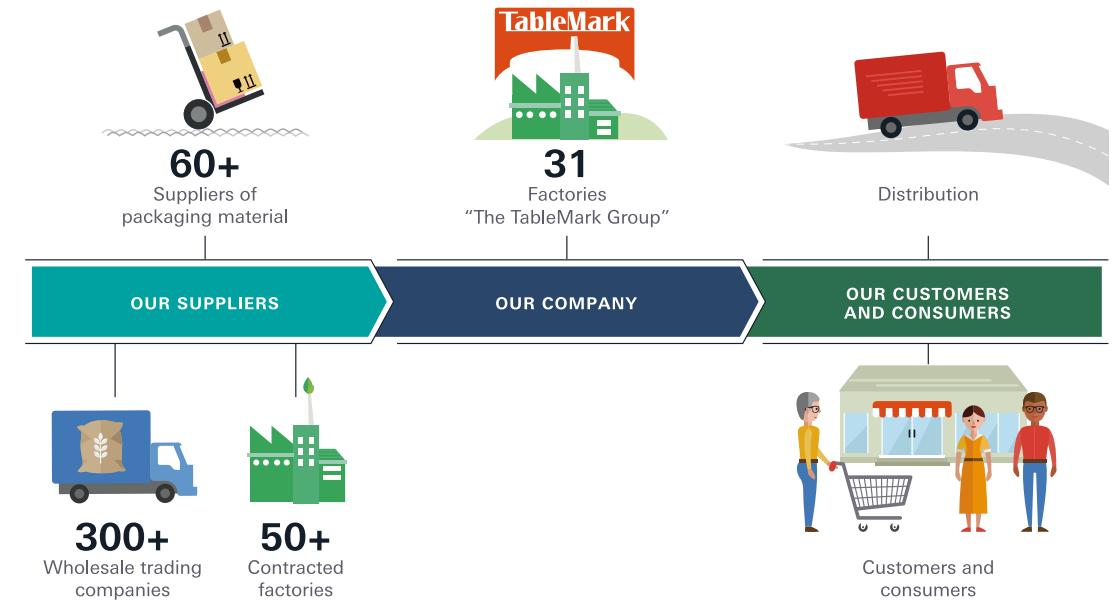 TableMark
60+
Suppliers of
packaging material
31
Factories
“The TableMark Group”
Distribution
OUR SUPPLIERS
OUR COMPANY
OUR CUSTOMERS
AND CONSUMERS
300+
Wholesale trading
companies
50+
Contracted
factories
Customers and
consumers